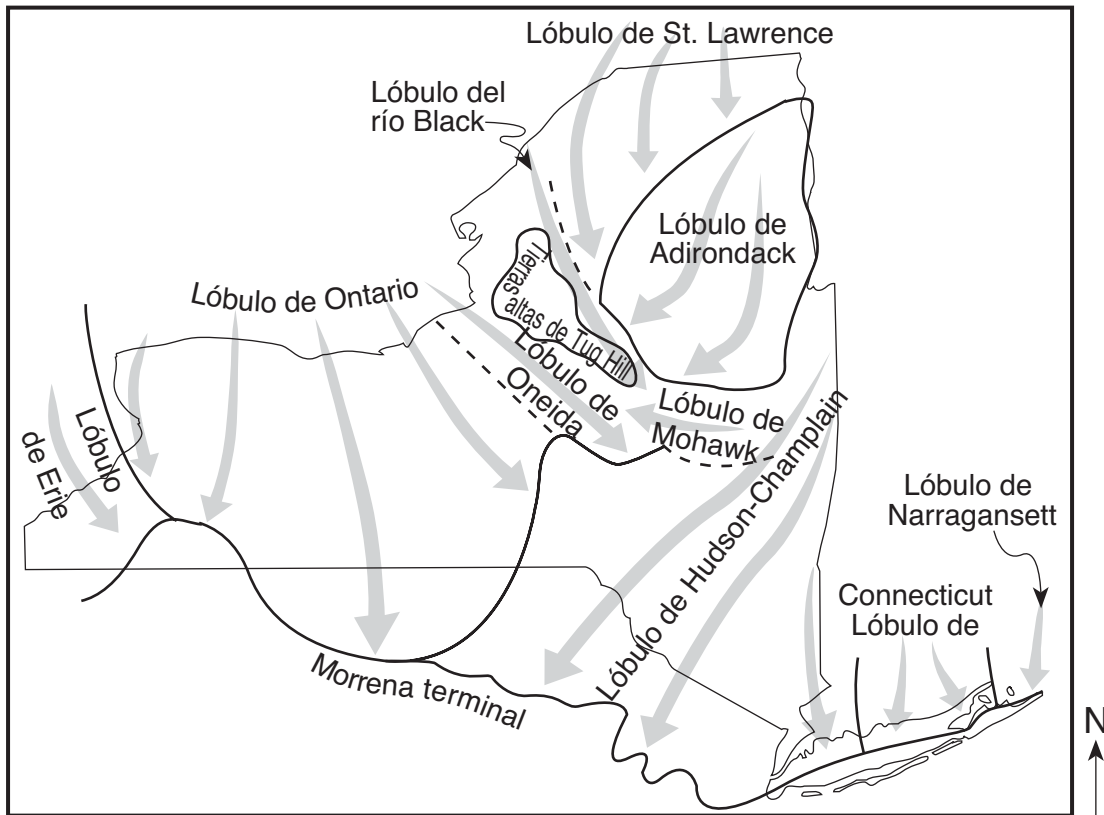 Lóbulo de St. Lawrence
Lóbulo del
río Black
Lóbulo de
Adirondack
Tierras
altas de Tug Hill
Lóbulo de Ontario
Lóbulo de
Oneida
Lóbulo de
Mohawk
Lóbulo
de Erie
Lóbulo de Hudson-Champlain
Lóbulo de
Narragansett
Connecticut
Lóbulo de
Morrena terminal
N